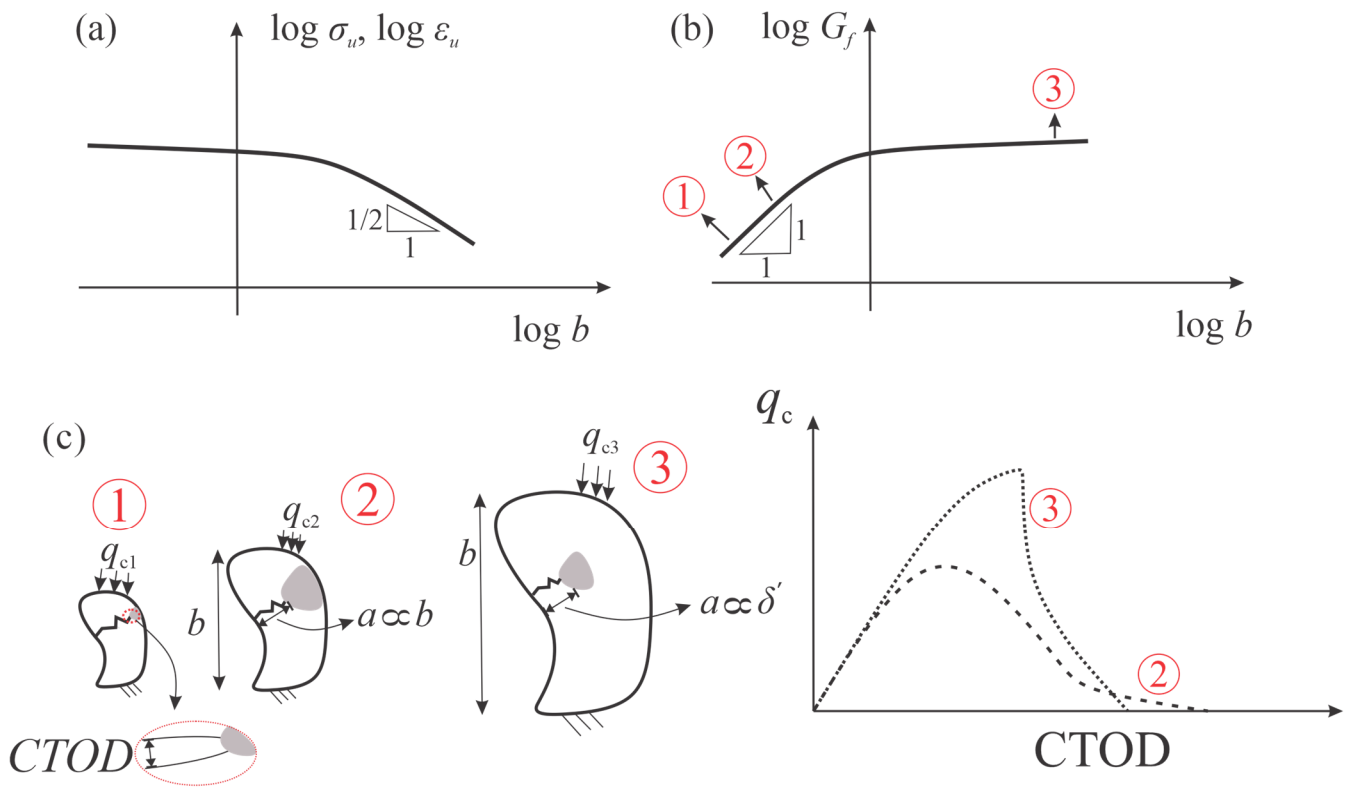 (a)
log σu, log εu
1/2
1
log b
(b)
log Gf
1
2
3
1
1
log b
(c)
1
qc1
CTOD
2
qc2
b
a ∝ b
3
qc3
b
a ∝ δ′
qc
3
2
CTOD